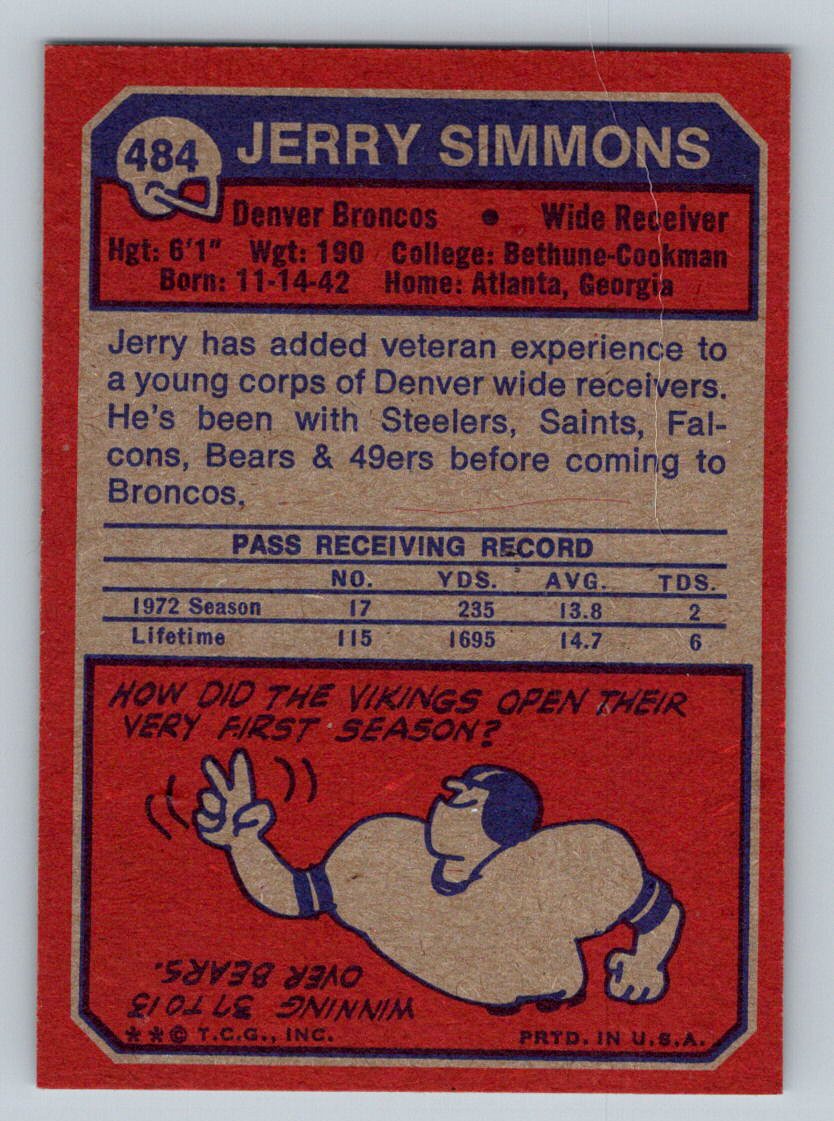 484 JERRY SIMMONS
Denver Broncos • Wide Receiver
Hgt: 6'1" Wgt: 190 College: Bethune-Cookman
Born: 11-14-42 Home: Atlanta, Georgia
Jerry has added veteran experience to
a young corps of Denver wide receivers.
He's been with Steelers, Saints, Fal-
cons, Bears & 49ers before coming to
Broncos,
PASS RECEIVING RECORD
NO. YDS. AVG. TDS.
1972 Season 17 235 13.8 2
Lifetime 115 1695 14.7 6
HOW DID THE VIKINGS OPEN THEIR
VERY FIRST SEASON?
WINNING 37 TO 13
OVER BEARS.
**© T.C.G., INC. PRTD. IN U.S.A.